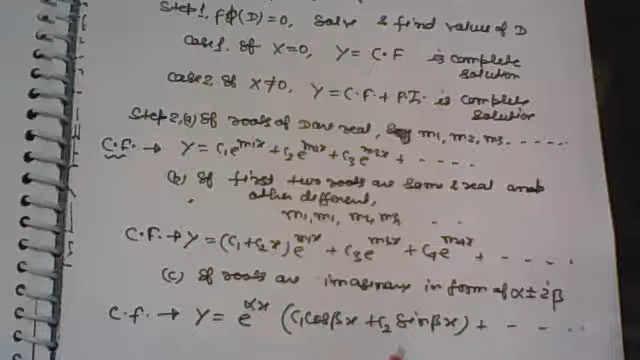 Step 1. f(D)=0, Solve & find values of D
Case 1. If X=0, Y = C.F is complete
solution
Case 2. If X≠0, Y = C.F + P.I. is complete
solution
Step 2. (a) If roots of D are real, say m₁, m₂, m₃ - - - - -
C.F. → Y = C₁e^{m₁x} + C₂e^{m₂x} + C₃e^{m₃x} + - - - -
(b) If first two roots are same & real and
other different,
m₁, m₁, m₂, m₃ - -
C.F. → Y = (C₁+C₂x)e^{m₁x} + C₃e^{m₃x} + C₄e^{m₄x} + - - - -
(c) If roots are imaginary in form of α±iβ
C.f. → Y = e^{αx} (C₁cosβx + C₂ sinβx) + - - - -